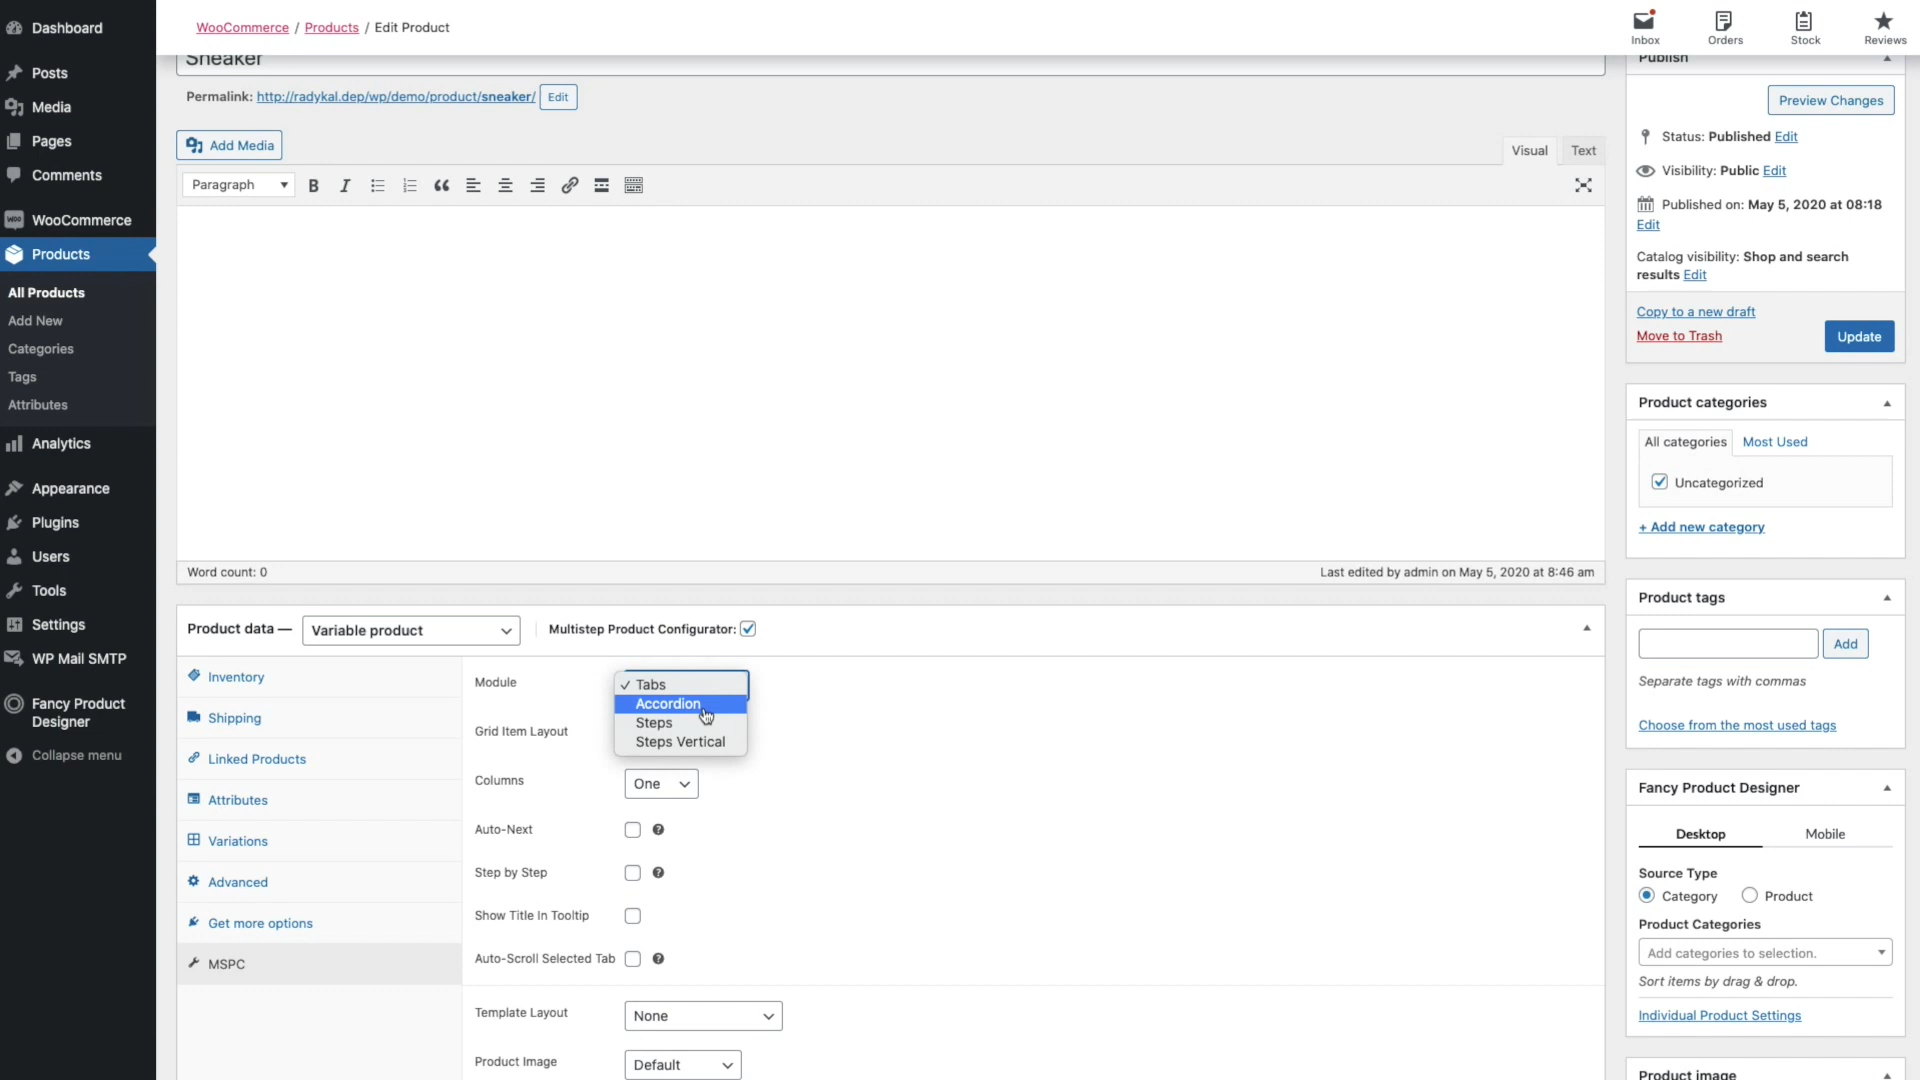 Dashboard
Posts
Media
Pages
Comments
WooCommerce
Products
All Products
Add New
Categories
Tags
Attributes
Analytics
Appearance
Plugins
Users
Tools
Settings
WP Mail SMTP
Fancy Product
Designer
Collapse menu
WooCommerce / Products / Edit Product
Inbox
Orders
Stock
Reviews
Sneaker
Permalink: http://radykal.dep/wp/demo/product/sneaker/ Edit
Add Media
Visual Text
Paragraph
Word count: 0
Last edited by admin on May 5, 2020 at 8:46 am
Product data — Variable product Multistep Product Configurator:
Inventory
Shipping
Linked Products
Attributes
Variations
Advanced
Get more options
MSPC
Module
Tabs
Accordion
Steps
Steps Vertical
Grid Item Layout
Columns One
Auto-Next
Step by Step
Show Title In Tooltip
Auto-Scroll Selected Tab
Template Layout None
Product Image Default
Publish
Preview Changes
Status: Published Edit
Visibility: Public Edit
Published on: May 5, 2020 at 08:18
Edit
Catalog visibility: Shop and search
results Edit
Copy to a new draft
Move to Trash
Update
Product categories
All categories Most Used
Uncategorized
+ Add new category
Product tags
Add
Separate tags with commas
Choose from the most used tags
Fancy Product Designer
Desktop Mobile
Source Type
Category Product
Product Categories
Add categories to selection.
Sort items by drag & drop.
Individual Product Settings
Product image